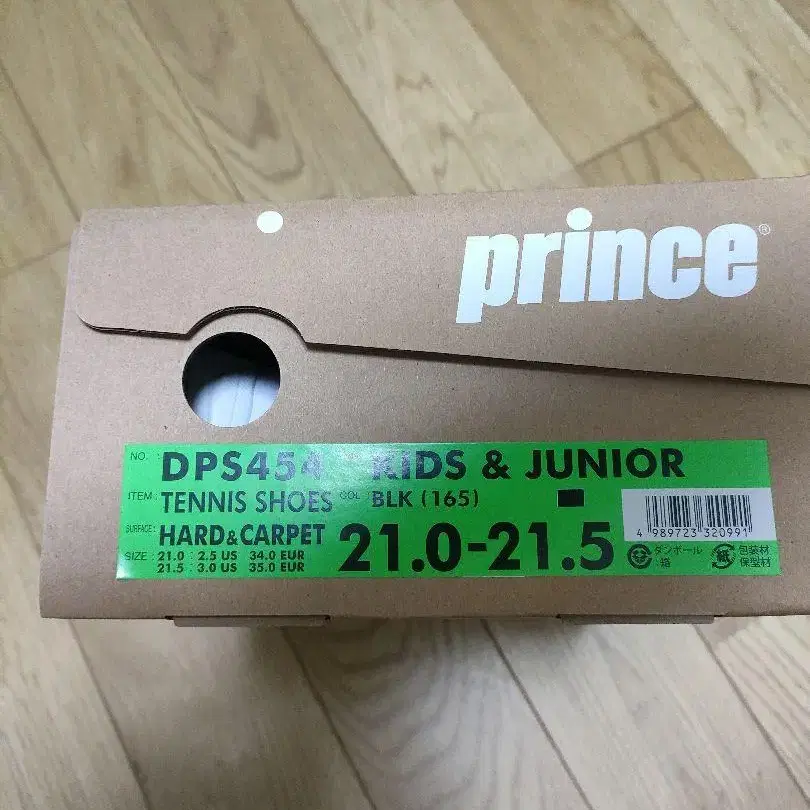 prince®
NO. : DPS454 KIDS & JUNIOR
ITEM : TENNIS SHOES COL BLK (165)
SURFACE : HARD&CARPET 21.0-21.5
SIZE : 21.0 : 2.5 US 34.0 EUR
21.5 : 3.0 US 35.0 EUR
4 989723 320991
ダンボール 紙 包装材
:箱 保型材